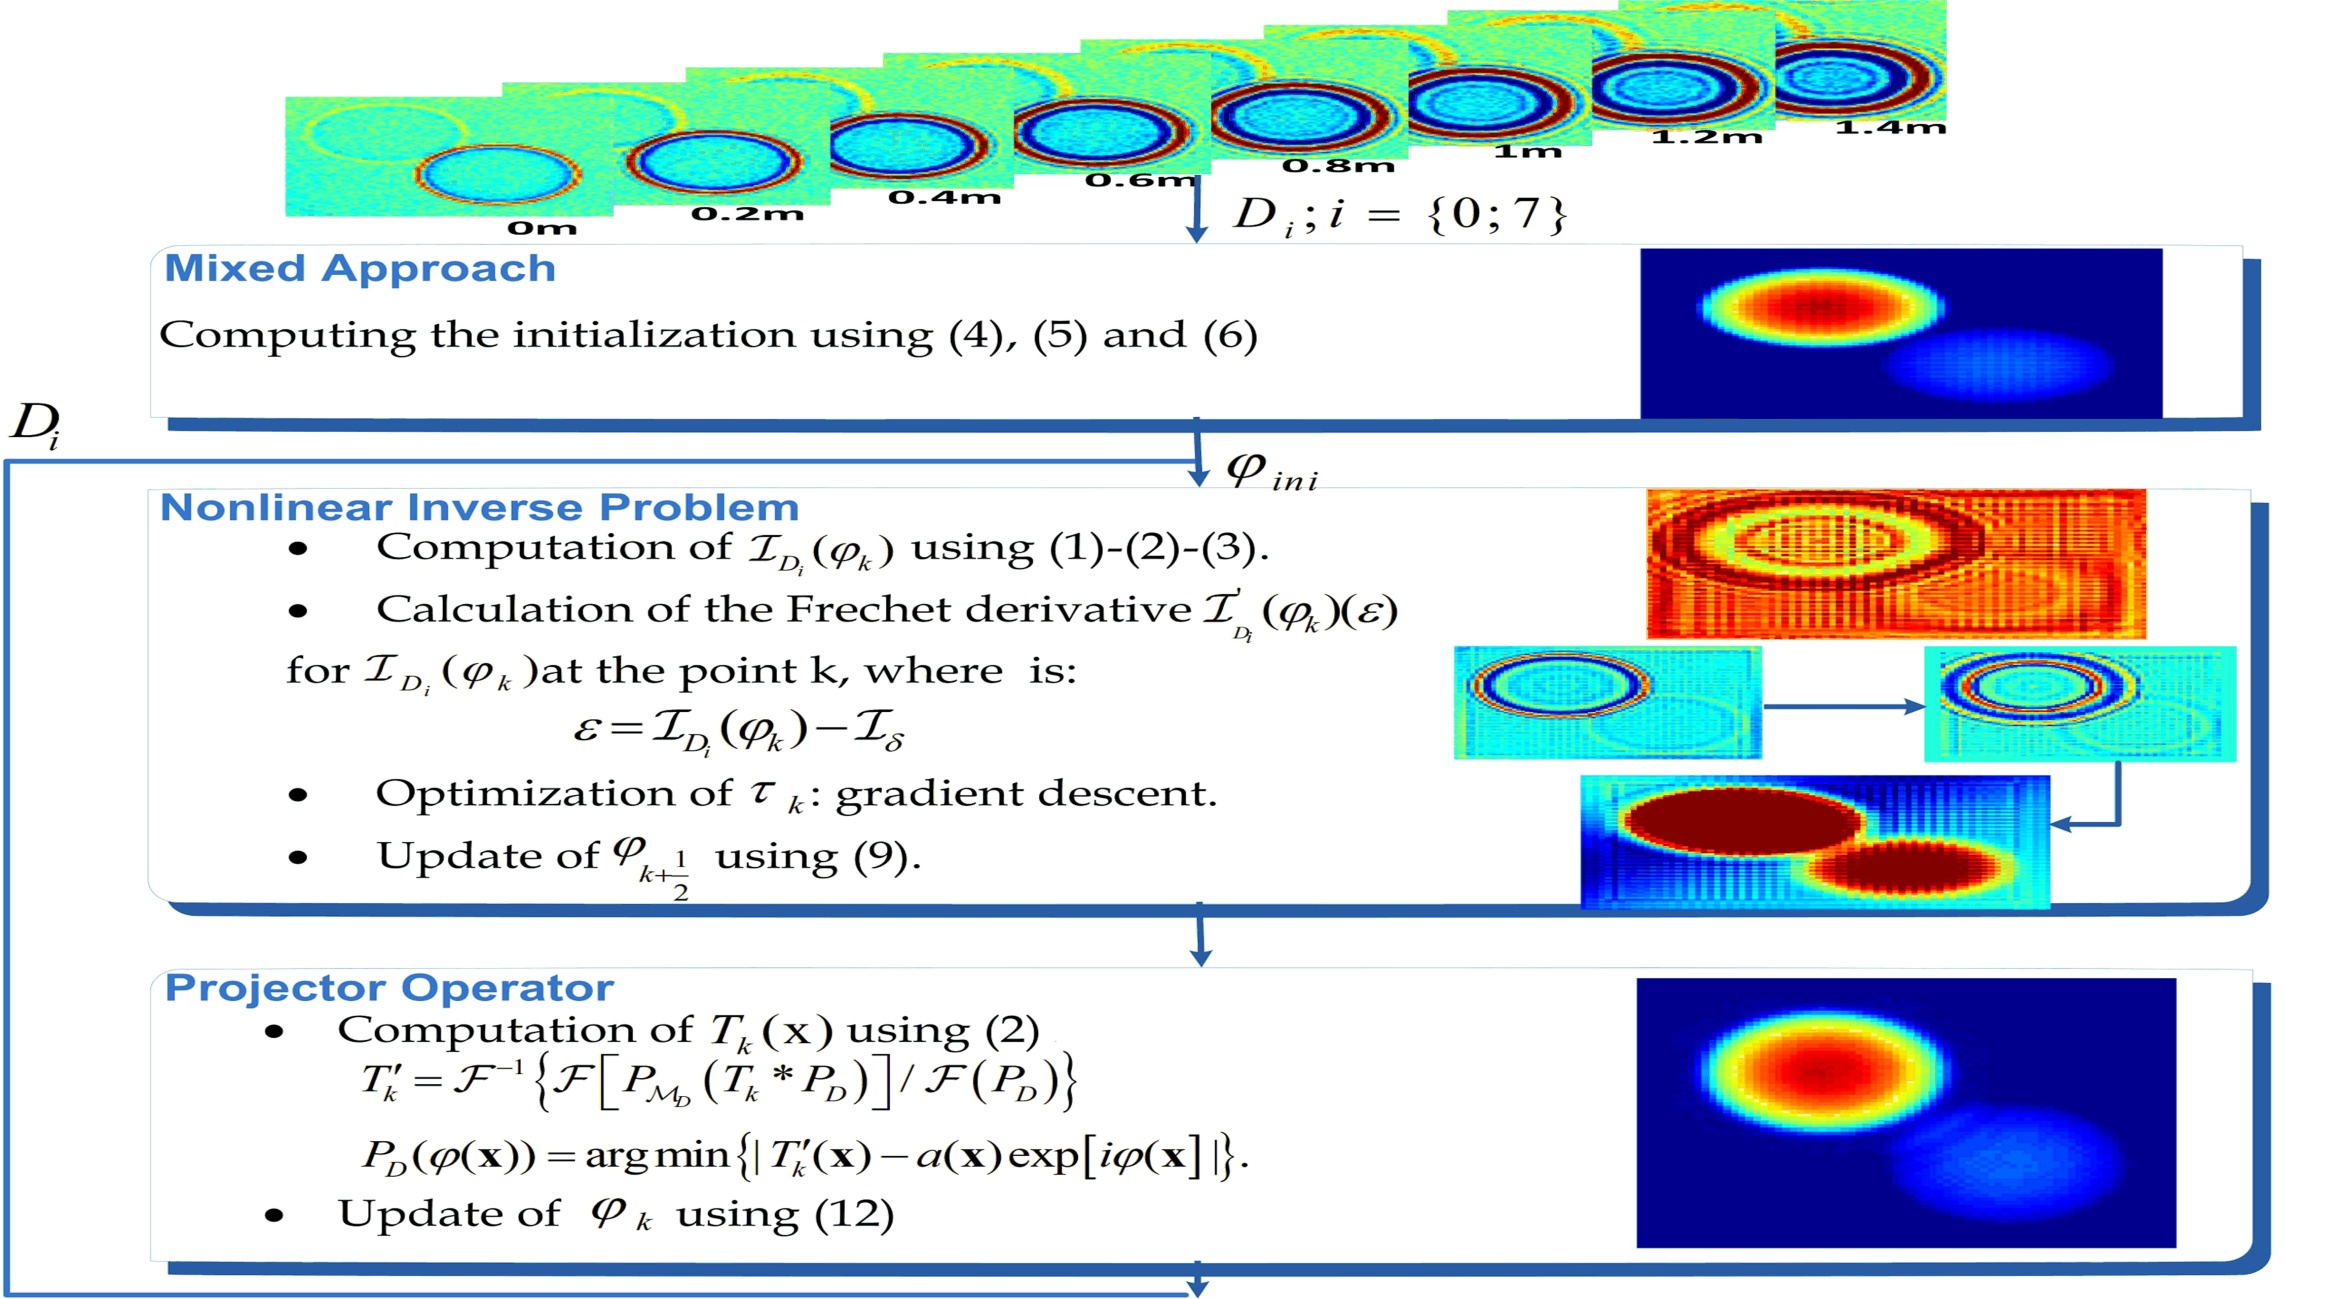 0m
0.2m
0.4m
0.6m
0.8m
1m
1.2m
1.4m
D_i ; i = {0; 7}
Mixed Approach
Computing the initialization using (4), (5) and (6)
D_i
φ_ini
Nonlinear Inverse Problem
• Computation of ℐ_{D_i}(φ_k) using (1)-(2)-(3).
• Calculation of the Frechet derivative ℐ'_{D_i}(φ_k)(ε)
for ℐ_{D_i}(φ_k)at the point k, where is:
ε = ℐ_{D_i}(φ_k) − ℐ_δ
• Optimization of τ_k: gradient descent.
• Update of φ_{k+1/2} using (9).
Projector Operator
• Computation of T_k(x) using (2)
T′_k = ℱ^{−1}{ℱ[P_{ℳ_D}(T_k * P_D)] / ℱ(P_D)}
P_D(φ(x)) = arg min{| T′_k(x) − a(x) exp[iφ(x] |}.
• Update of φ_k using (12)